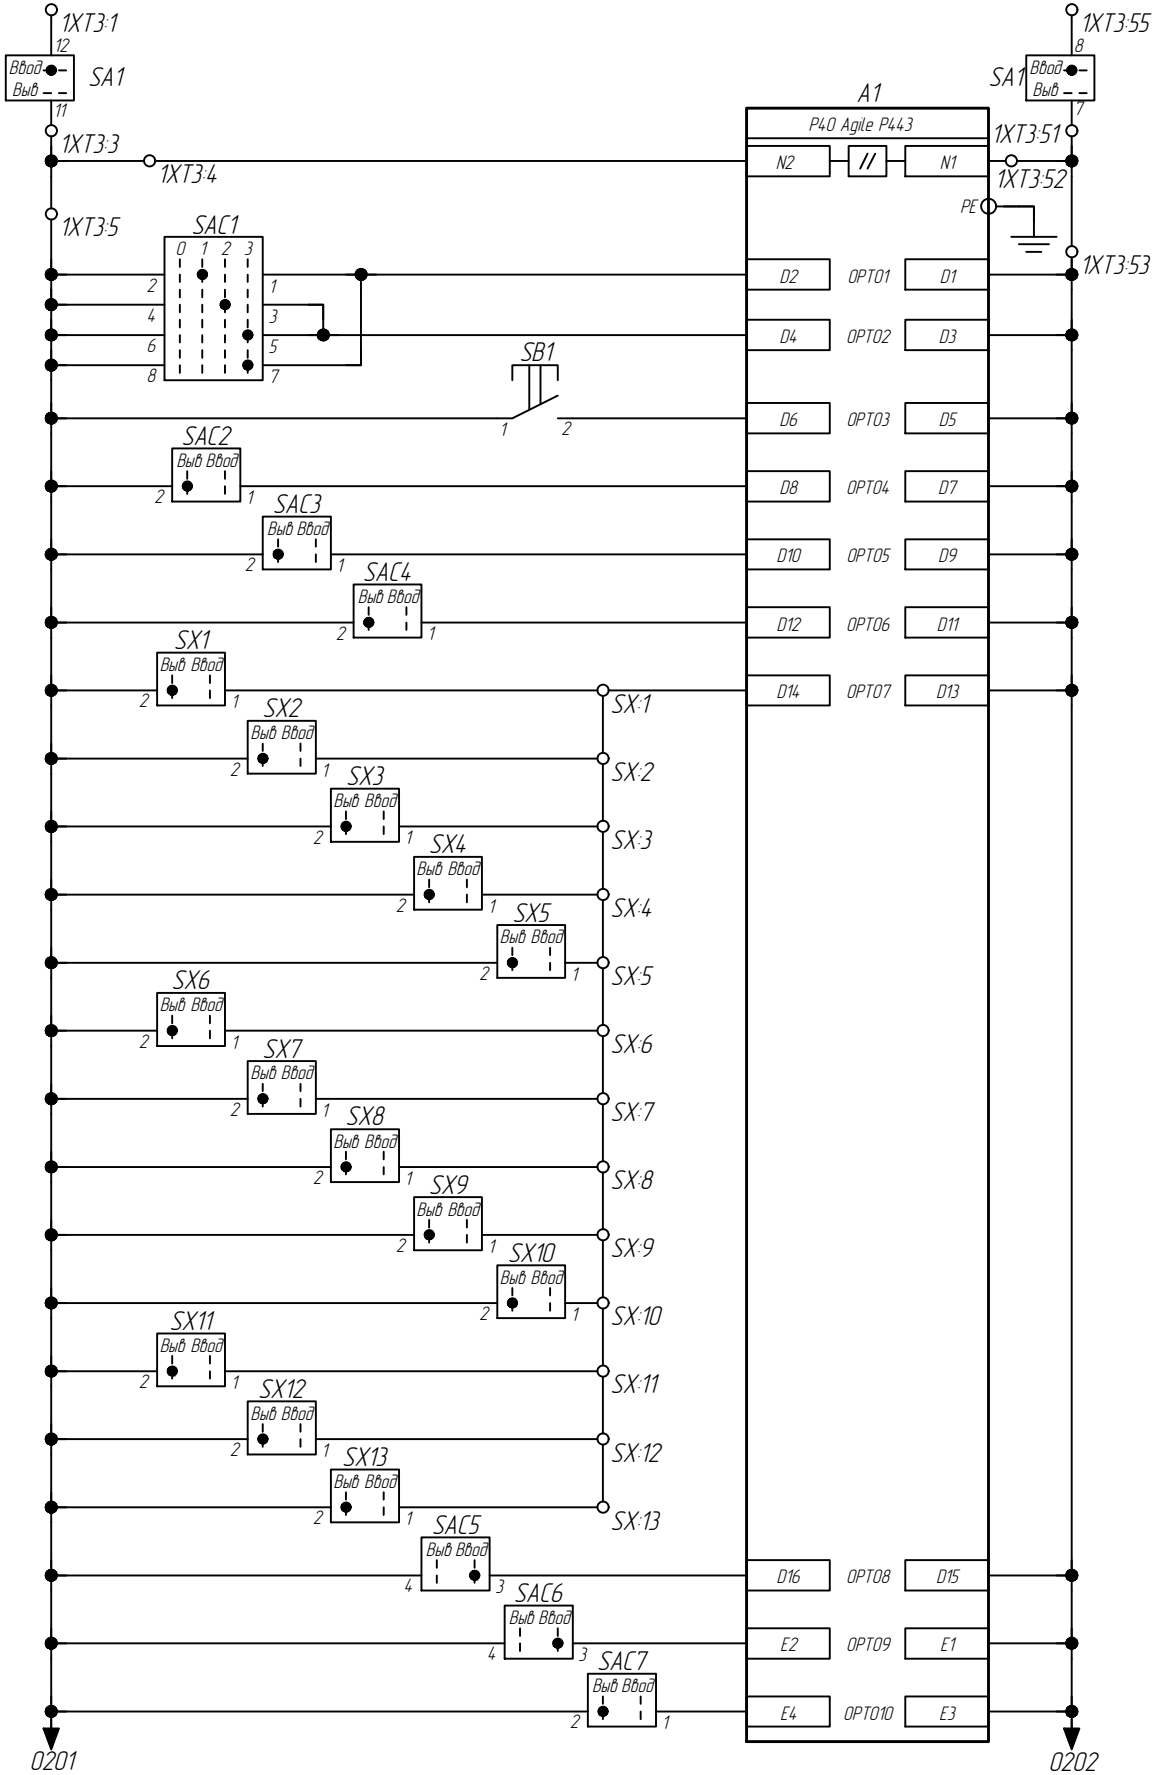 1XT3:1
1XT3:55
12
8
Ввод
Выв
SA1
SA1
Ввод
Выв
11
7
A1
P40 Agile P443
1XT3:3
1XT3:51
1XT3:4
N2
//
N1
1XT3:52
PE
1XT3:5
SAC1
0 1 2 3
1XT3:53
2
1
D2
OPTO1
D1
4
3
6
5
D4
OPTO2
D3
8
7
SB1
1
2
D6
OPTO3
D5
SAC2
Выв Ввод
2
1
D8
OPTO4
D7
SAC3
Выв Ввод
2
1
D10
OPTO5
D9
SAC4
Выв Ввод
2
1
D12
OPTO6
D11
SX1
Выв Ввод
2
1
SX:1
D14
OPTO7
D13
SX2
Выв Ввод
2
1
SX:2
SX3
Выв Ввод
2
1
SX:3
SX4
Выв Ввод
2
1
SX:4
SX5
Выв Ввод
2
1
SX:5
SX6
Выв Ввод
2
1
SX:6
SX7
Выв Ввод
2
1
SX:7
SX8
Выв Ввод
2
1
SX:8
SX9
Выв Ввод
2
1
SX:9
SX10
Выв Ввод
2
1
SX:10
SX11
Выв Ввод
2
1
SX:11
SX12
Выв Ввод
2
1
SX:12
SX13
Выв Ввод
2
1
SX:13
SAC5
Выв Ввод
4
3
D16
OPTO8
D15
SAC6
Выв Ввод
4
3
E2
OPTO9
E1
SAC7
Выв Ввод
2
1
E4
OPTO10
E3
0201
0202